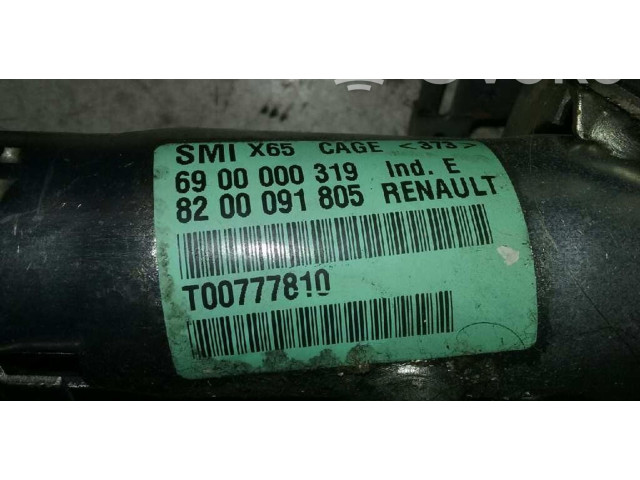 SMI X65 CAGE <373>
69 00 000 319 Ind. E
82 00 091 805 RENAULT
T00777810